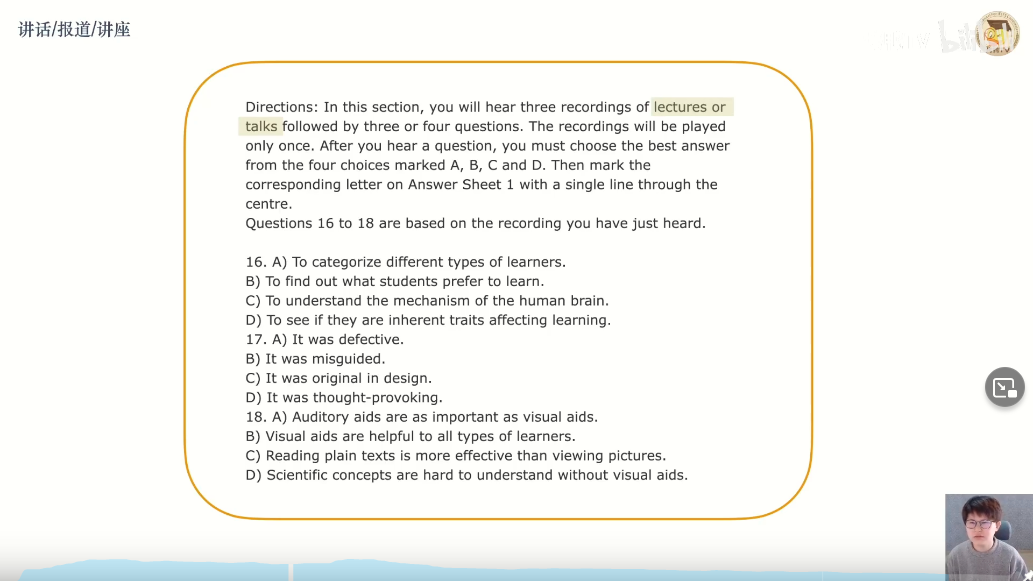 讲话/报道/讲座
Directions: In this section, you will hear three recordings of lectures or
talks followed by three or four questions. The recordings will be played
only once. After you hear a question, you must choose the best answer
from the four choices marked A, B, C and D. Then mark the
corresponding letter on Answer Sheet 1 with a single line through the
centre.
Questions 16 to 18 are based on the recording you have just heard.
16. A) To categorize different types of learners.
B) To find out what students prefer to learn.
C) To understand the mechanism of the human brain.
D) To see if they are inherent traits affecting learning.
17. A) It was defective.
B) It was misguided.
C) It was original in design.
D) It was thought-provoking.
18. A) Auditory aids are as important as visual aids.
B) Visual aids are helpful to all types of learners.
C) Reading plain texts is more effective than viewing pictures.
D) Scientific concepts are hard to understand without visual aids.